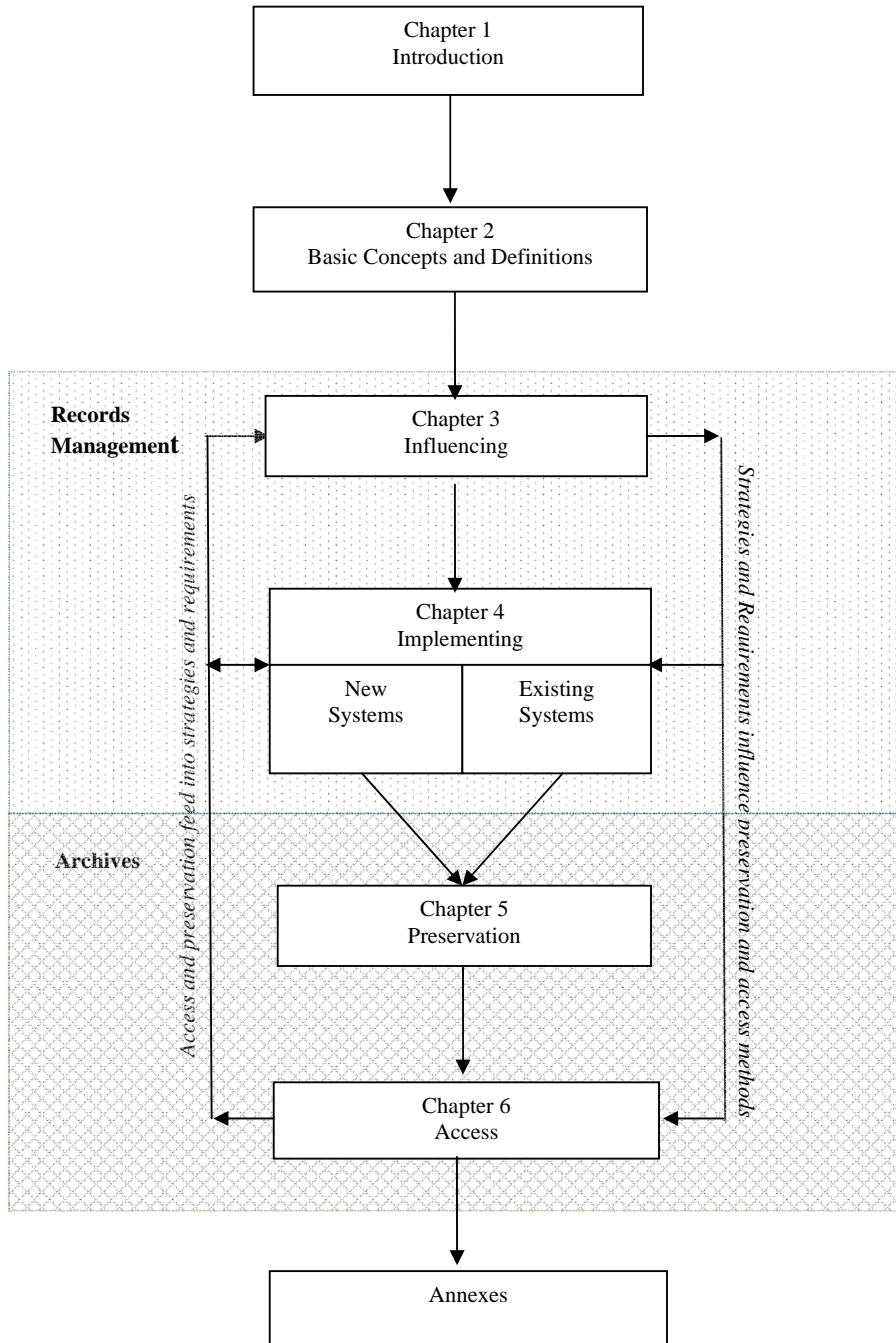 Chapter 1
Introduction
Chapter 2
Basic Concepts and Definitions
Records
Management
Chapter 3
Influencing
Access and preservation feed into strategies and requirements
Strategies and Requirements influence preservation and access methods
Chapter 4
Implementing
New
Systems
Existing
Systems
Archives
Chapter 5
Preservation
Chapter 6
Access
Annexes